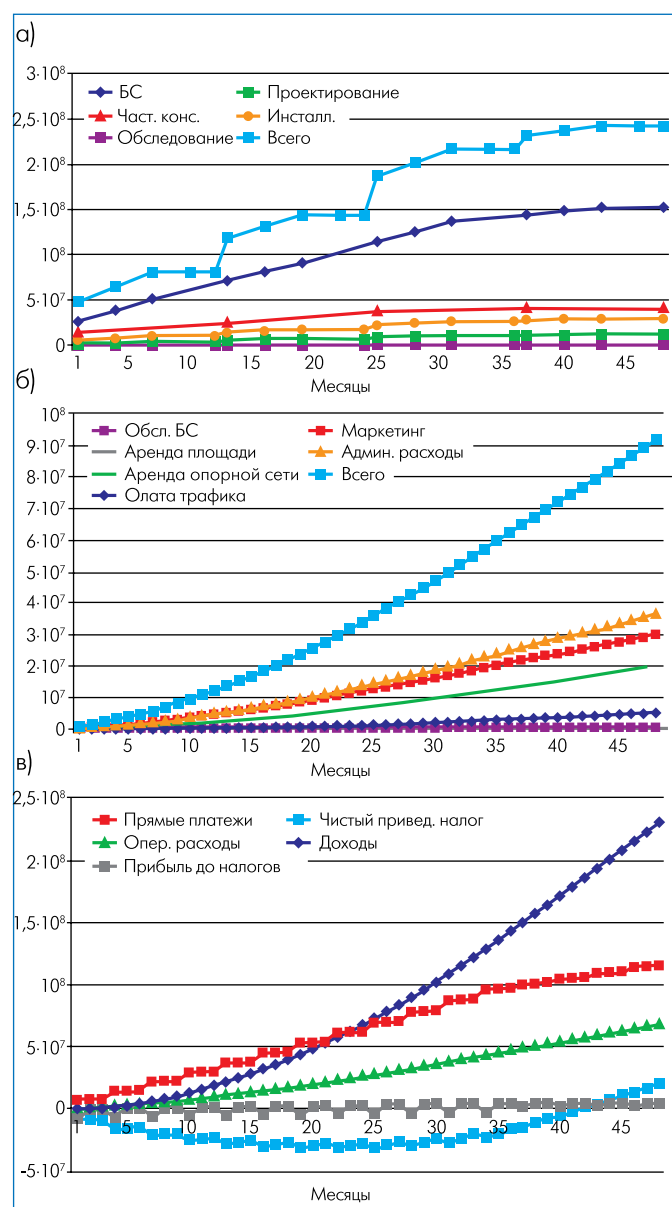 а)
3·10⁸
2,5·10⁸
2·10⁸
1,5·10⁸
10⁸
5·10⁷
0
БС
Проектирование
Част. конс.
Инсталл.
Обследование
Всего
1 5 10 15 20 25 30 35 40 45
Месяцы
б)
10⁸
9·10⁷
8·10⁷
7·10⁷
6·10⁷
5·10⁷
4·10⁷
3·10⁷
2·10⁷
10⁷
0
Обсл. БС
Маркетинг
Аренда площади
Админ. расходы
Аренда опорной сети
Всего
Олата трафика
1 5 10 15 20 25 30 35 40 45
Месяцы
в)
2,5·10⁸
2·10⁸
1,5·10⁸
10⁸
5·10⁷
0
-5·10⁷
Прямые платежи
Чистый привед. налог
Опер. расходы
Доходы
Прибыль до налогов
1 5 10 15 20 25 30 35 40 45
Месяцы